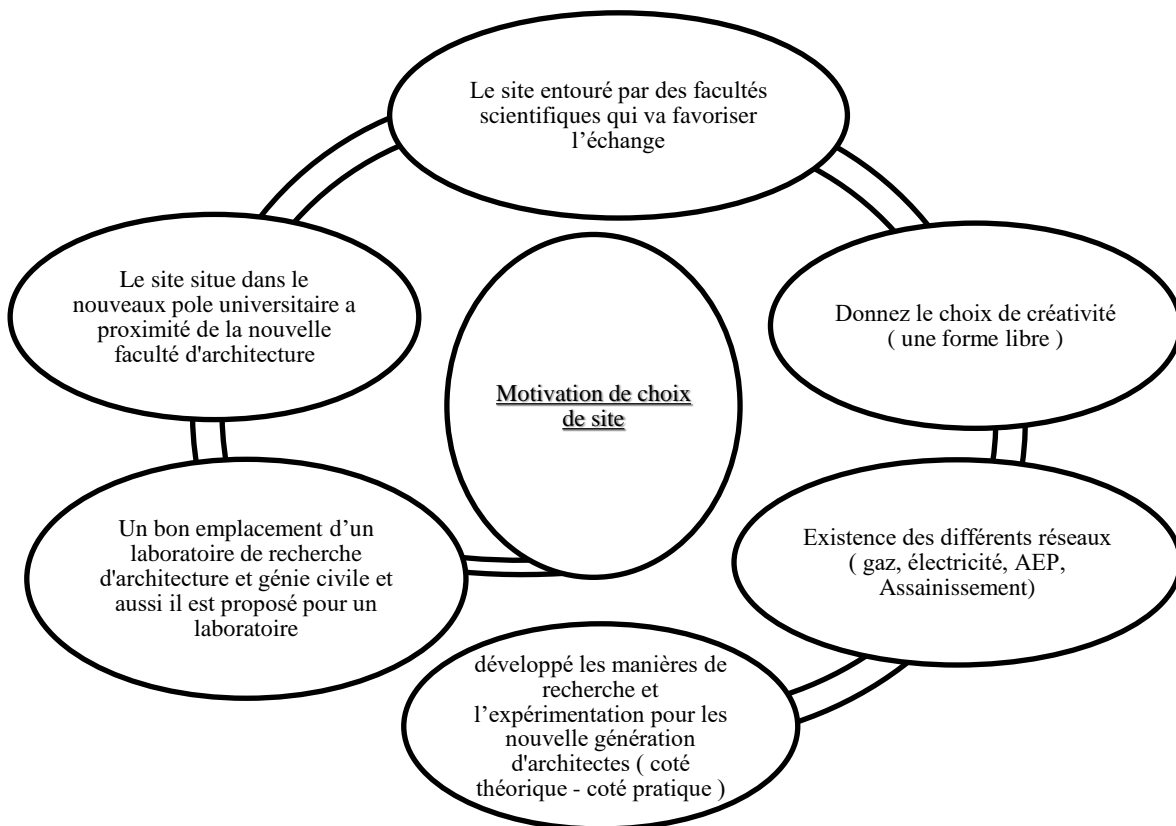 Le site entouré par des facultés
scientifiques qui va favoriser
l’échange
Le site situe dans le
nouveaux pole universitaire a
proximité de la nouvelle
faculté d'architecture
Donnez le choix de créativité
( une forme libre )
Motivation de choix
de site
Un bon emplacement d’un
laboratoire de recherche
d'architecture et génie civile et
aussi il est proposé pour un
laboratoire
Existence des différents réseaux
( gaz, électricité, AEP,
Assainissement)
développé les manières de
recherche et
l’expérimentation pour les
nouvelle génération
d'architectes ( coté
théorique - coté pratique )